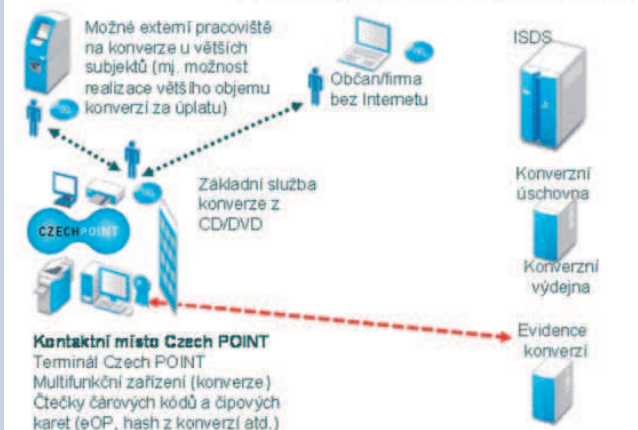 Možné externí pracoviště
na konverze u větších
subjektů (mj. možnost
realizace většího objemu
konverzí za úplatu)
Občan/firma
bez Internetu
ISDS
Základní služba
konverze z
CD/DVD
Konverzní
úschovna
CZECHPOINT
Konverzní
výdejna
Evidence
konverzí
Kontaktní místo Czech POINT
Terminál Czech POINT
Multifunkční zařízení (konverze)
Čtečky čárových kódů a čipových
karet (eOP, hash z konverzí atd.)